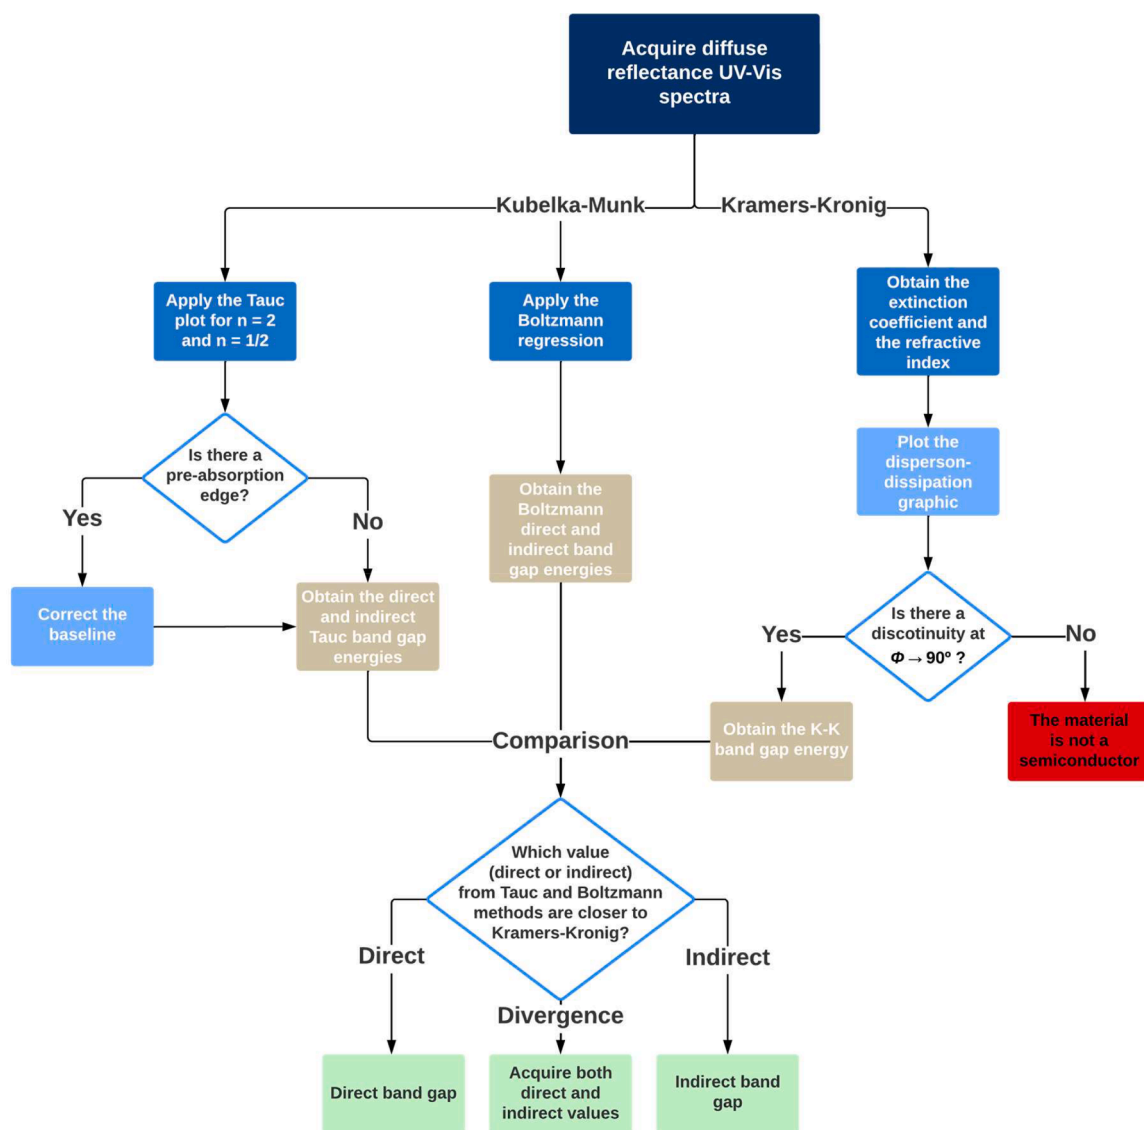 Acquire diffuse
reflectance UV-Vis
spectra
Kubelka-Munk
Kramers-Kronig
Apply the Tauc
plot for n = 2
and n = 1/2
Apply the
Boltzmann
regression
Obtain the
extinction
coefficient and
the refractive
index
Is there a
pre-absorption
edge?
Yes
No
Plot the
disperson-
dissipation
graphic
Obtain the
Boltzmann
direct and
indirect band
gap energies
Correct the
baseline
Obtain the direct
and indirect
Tauc band gap
energies
Is there a
discotinuity at
Φ → 90º ?
Yes
No
Comparison
Obtain the K-K
band gap energy
The material
is not a
semiconductor
Which value
(direct or indirect)
from Tauc and Boltzmann
methods are closer to
Kramers-Kronig?
Direct
Indirect
Divergence
Direct band gap
Acquire both
direct and
indirect values
Indirect band
gap